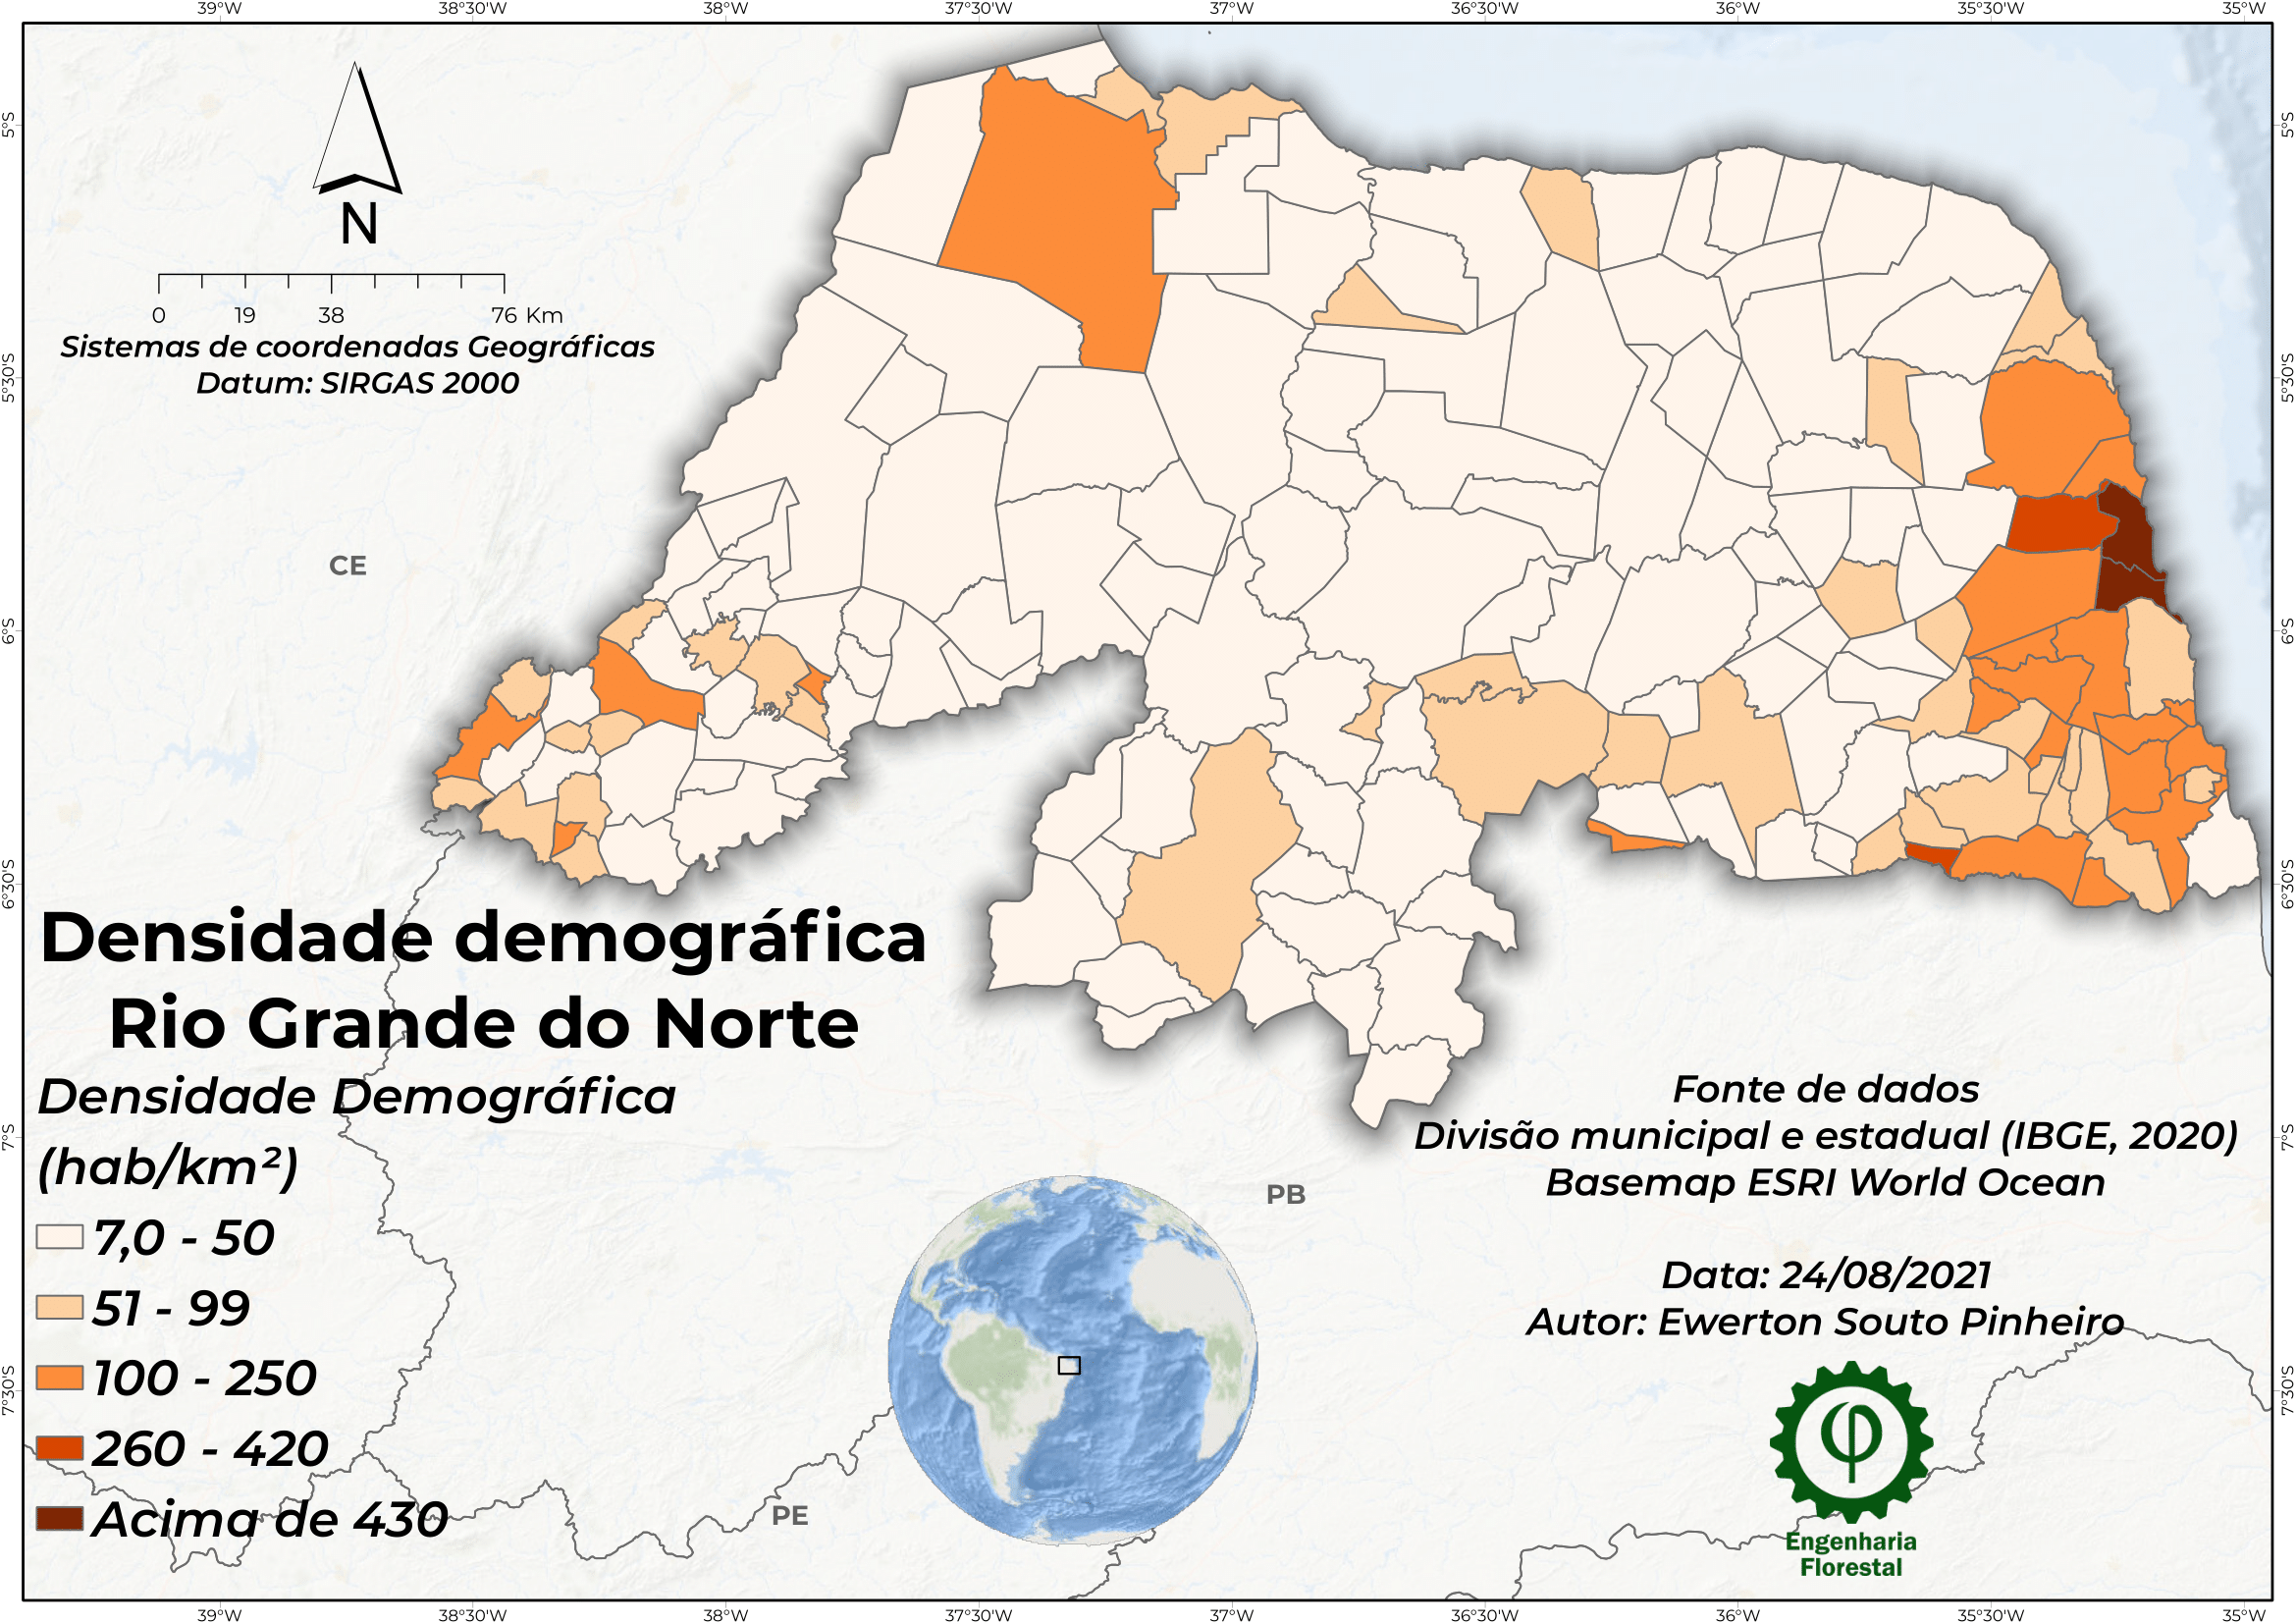 39°W 38°30'W 38°W 37°30'W 37°W 36°30'W 36°W 35°30'W 35°W
5°S 5°S
N
0 19 38 76 Km
Sistemas de coordenadas Geográficas
Datum: SIRGAS 2000
5°30'S 5°30'S
CE
6°S 6°S
6°30'S 6°30'S
Densidade demográfica
Rio Grande do Norte
Densidade Demográfica
(hab/km²)
7,0 - 50
51 - 99
100 - 250
260 - 420
Acima de 430
7°S 7°S
PB
PE
Fonte de dados
Divisão municipal e estadual (IBGE, 2020)
Basemap ESRI World Ocean
Data: 24/08/2021
Autor: Ewerton Souto Pinheiro
7°30'S 7°30'S
Engenharia
Florestal
39°W 38°30'W 38°W 37°30'W 37°W 36°30'W 36°W 35°30'W 35°W